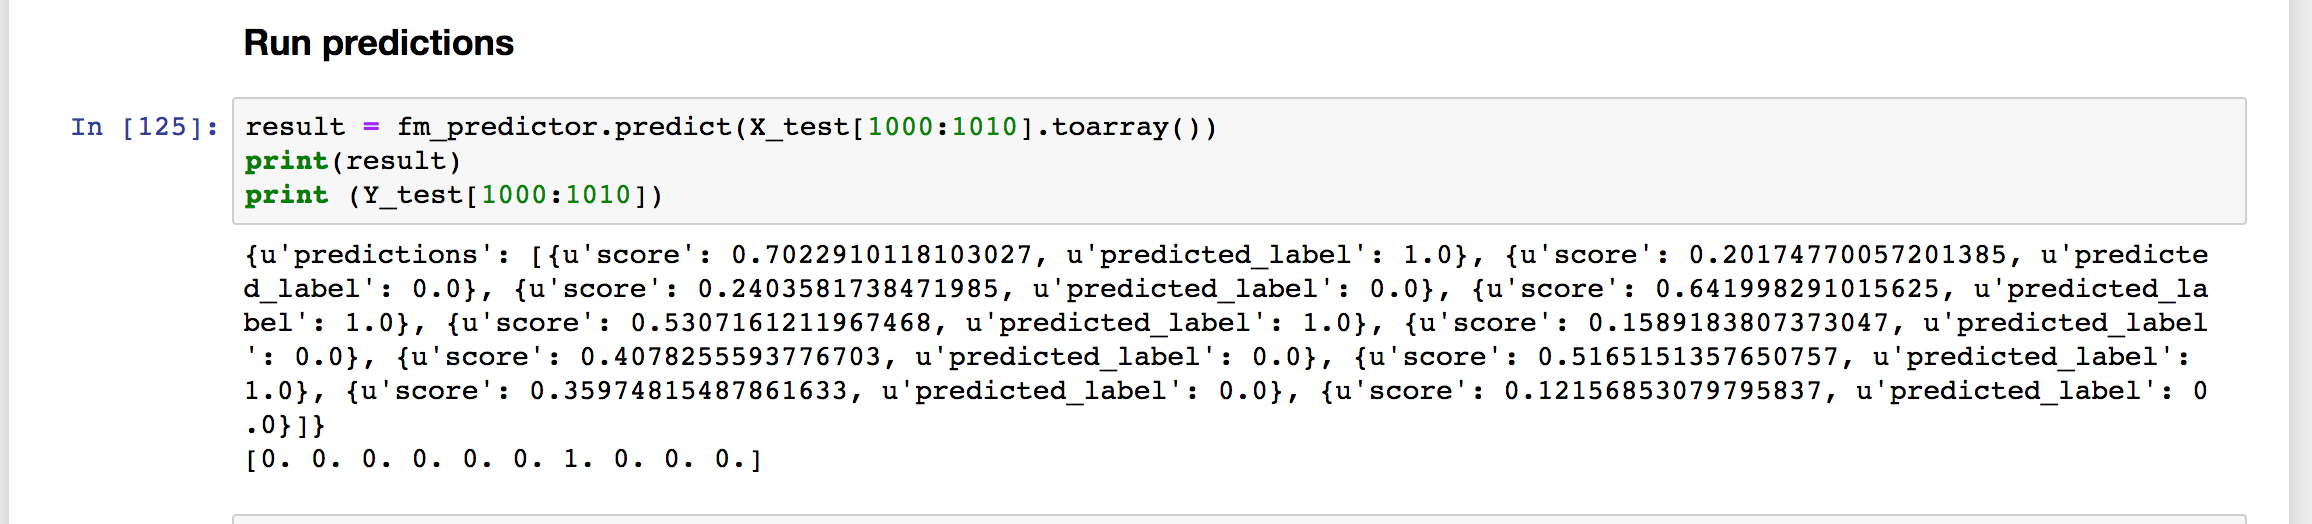 Run predictions
In [125]: result = fm_predictor.predict(X_test[1000:1010].toarray())
print(result)
print (Y_test[1000:1010])
{u'predictions': [{u'score': 0.7022910118103027, u'predicted_label': 1.0}, {u'score': 0.20174770057201385, u'predicte
d_label': 0.0}, {u'score': 0.2403581738471985, u'predicted_label': 0.0}, {u'score': 0.641998291015625, u'predicted_la
bel': 1.0}, {u'score': 0.5307161211967468, u'predicted_label': 1.0}, {u'score': 0.1589183807373047, u'predicted_label
': 0.0}, {u'score': 0.4078255593776703, u'predicted_label': 0.0}, {u'score': 0.5165151357650757, u'predicted_label':
1.0}, {u'score': 0.35974815487861633, u'predicted_label': 0.0}, {u'score': 0.12156853079795837, u'predicted_label': 0
.0}]}
[0. 0. 0. 0. 0. 0. 1. 0. 0. 0.]